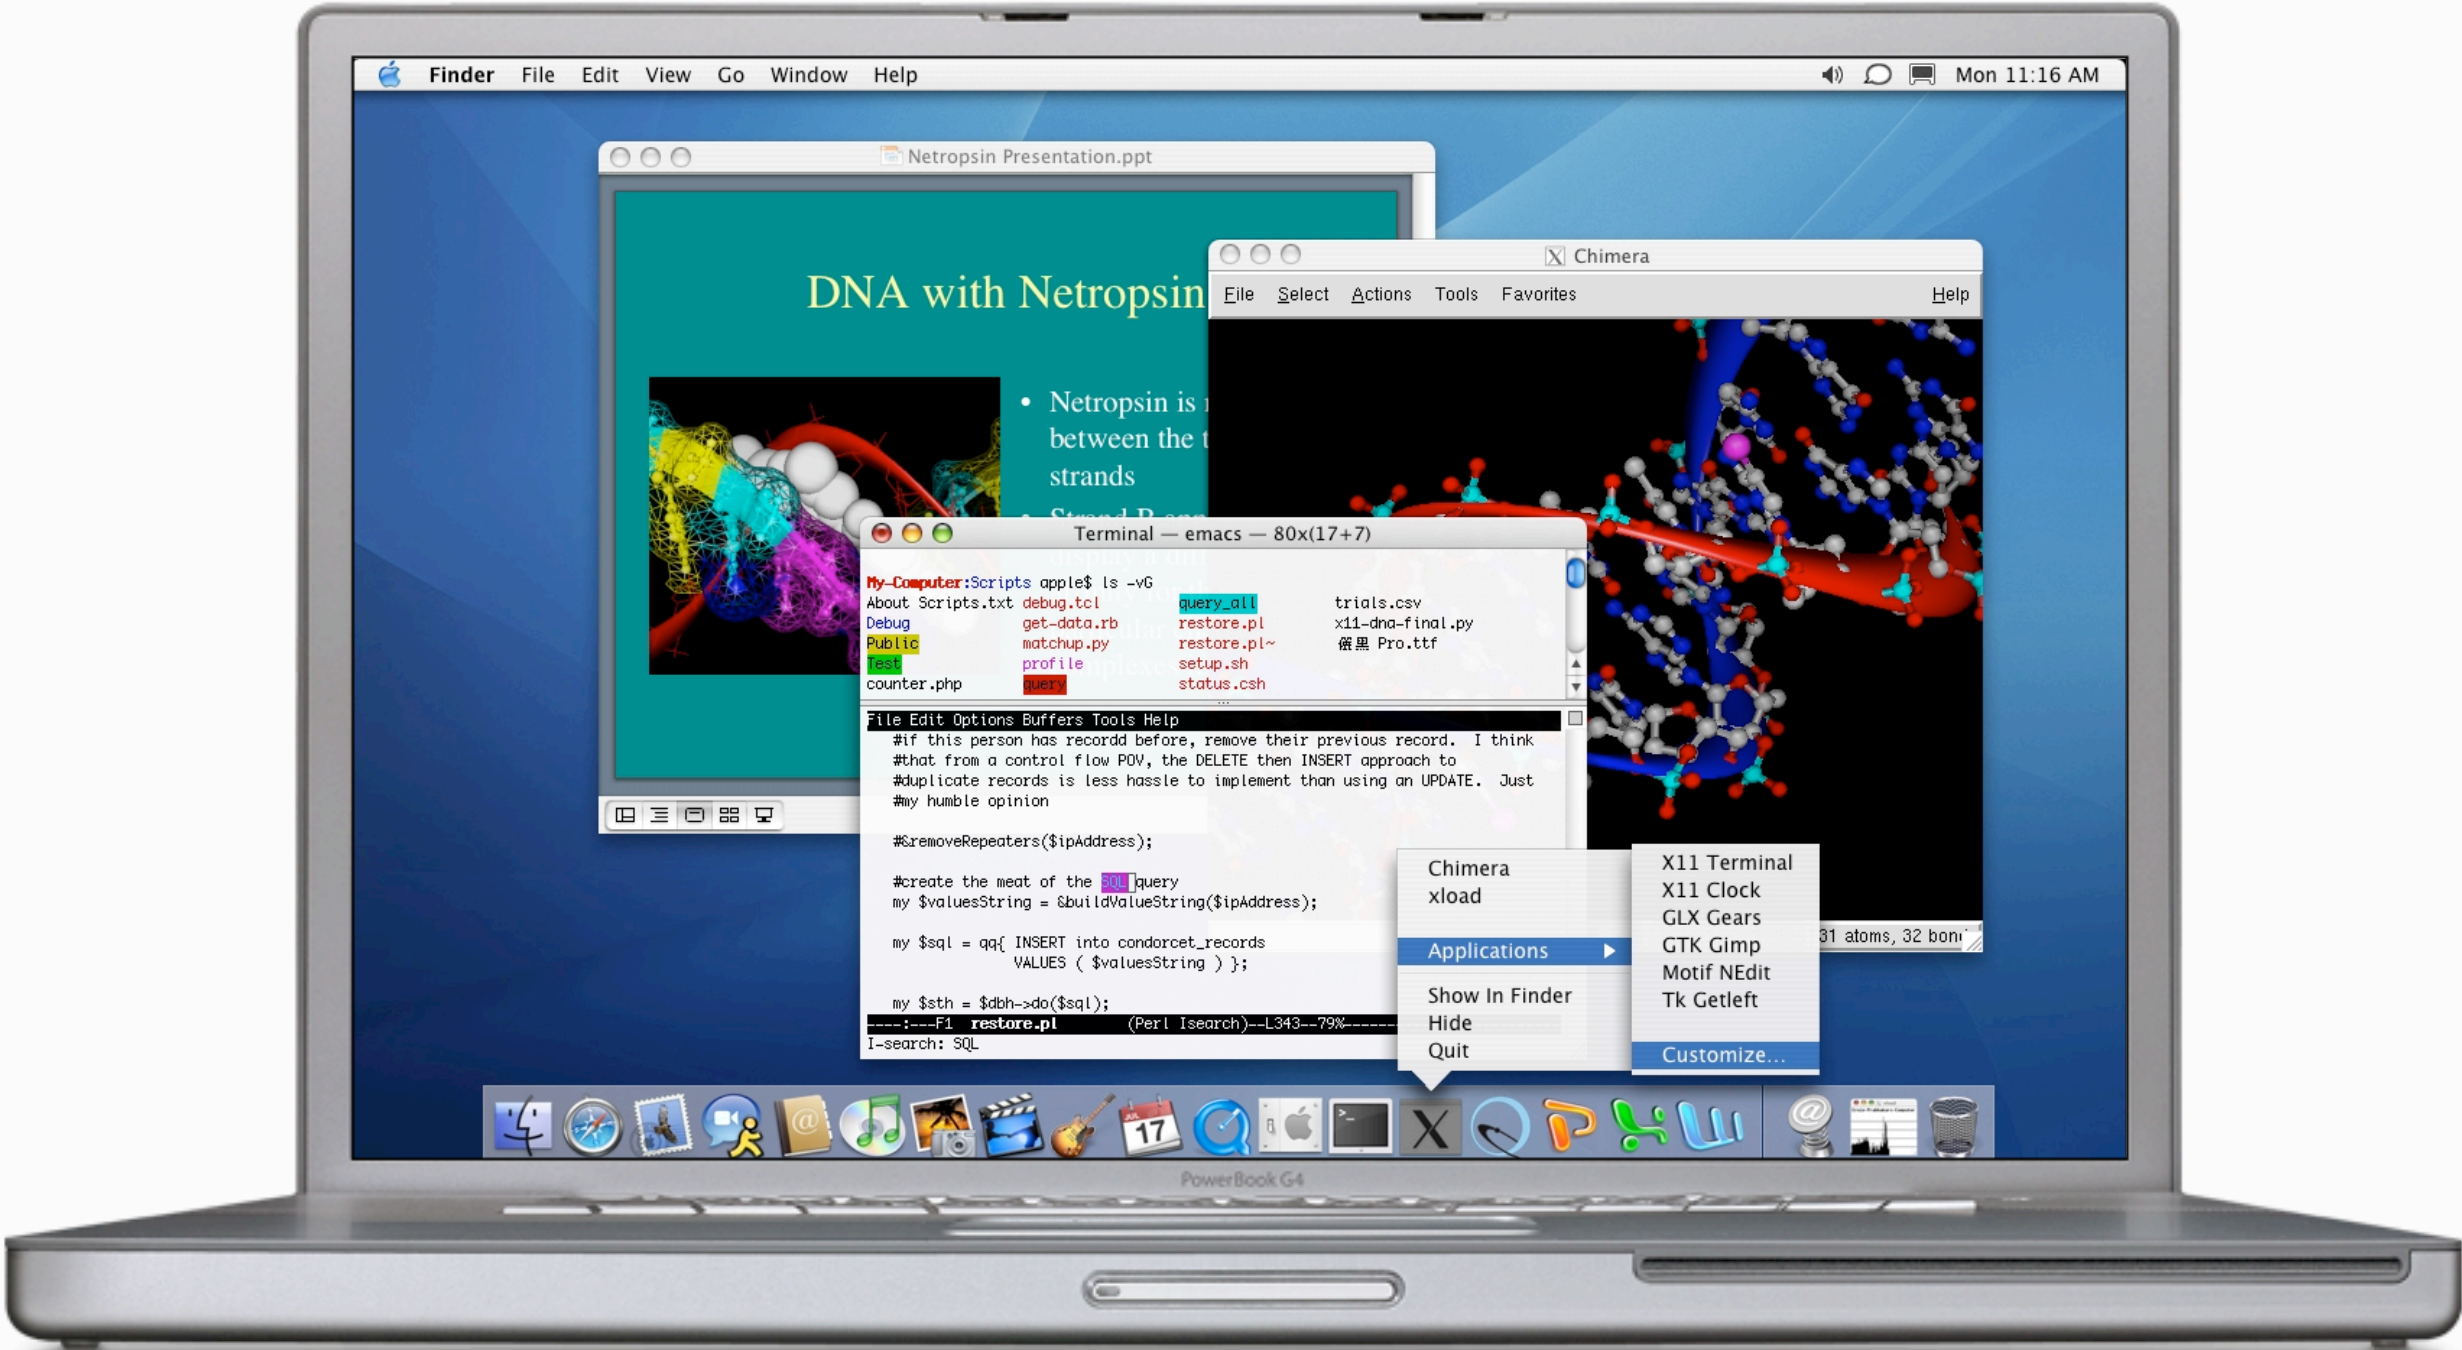 Finder File Edit View Go Window Help
Mon 11:16 AM
Netropsin Presentation.ppt
DNA with Netropsin
• Netropsin is
between the
strands
• Strand B
X Chimera
File Select Actions Tools Favorites Help
31 atoms, 32
Terminal — emacs — 80x(17+7)
My-Computer:Scripts apple$ ls -vG
About Scripts.txt debug.tcl query_all trials.csv
Debug get-data.rb restore.pl x11-dna-final.py
Public matchup.py restore.pl~ Pro.ttf
Test profile setup.sh
counter.php query status.csh
File Edit Options Buffers Tools Help
#if this person has recordd before, remove their previous record. I think
#that from a control flow POV, the DELETE then INSERT approach to
#duplicate records is less hassle to implement than using an UPDATE. Just
#my humble opinion
#&removeRepeaters($ipAddress);
#create the meat of the SQL query
my $valuesString = &buildValueString($ipAddress);
my $sql = qq{ INSERT into condorcet_records
VALUES ( $valuesString ) };
my $sth = $dbh->do($sql);
----:---F1 restore.pl (Perl Isearch)--L343--79%------
I-search: SQL
Chimera
xload
Applications
Show In Finder
Hide
Quit
X11 Terminal
X11 Clock
GLX Gears
GTK Gimp
Motif NEdit
Tk Getleft
Customize...
JUL
17
PowerBook G4